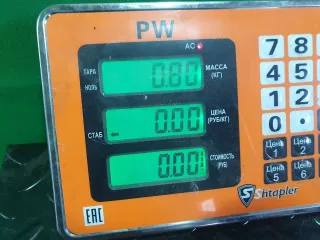 PW
AC
ТАРА
НОЛЬ
0.80
МАССА
(КГ)
0.00
ЦЕНА
(РУБ/КГ)
СТАБ
0.00
СТОИМОСТЬ
(РУБ)
7 8
4 5
1 2
0 .
Цена 1
Цена 2
Цена 5
Цена 6
Shtapler
EAC